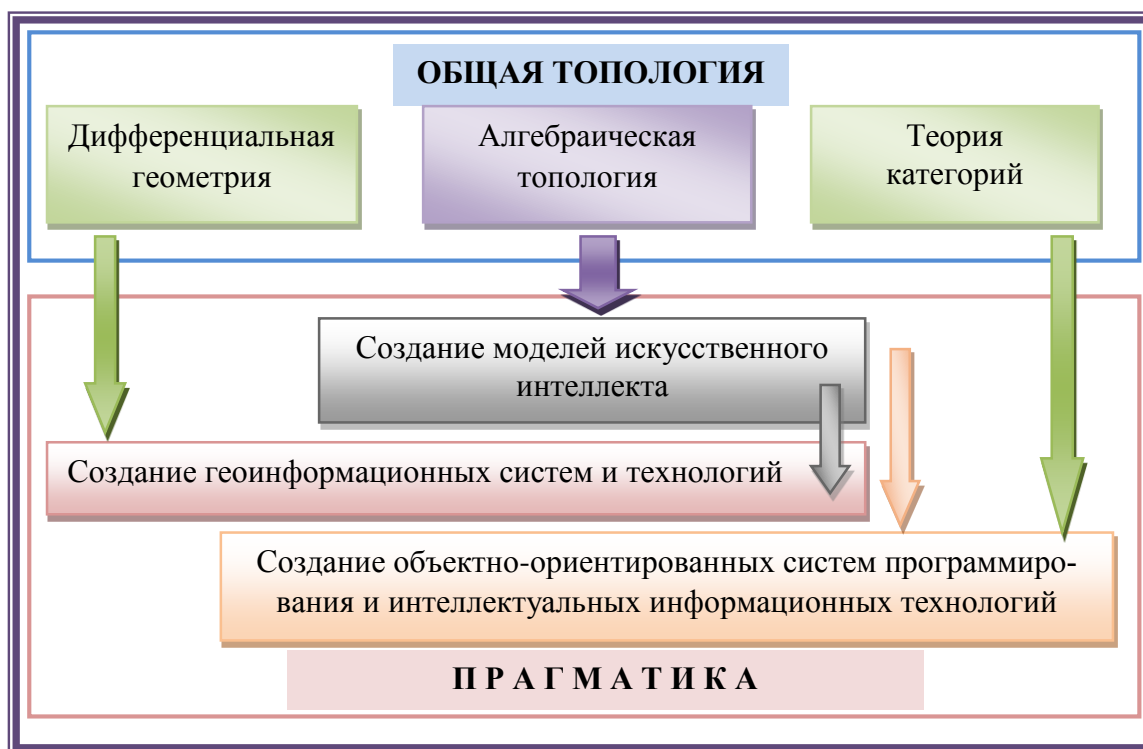 ОБЩАЯ ТОПОЛОГИЯ
Дифференциальная
геометрия
Алгебраическая
топология
Теория
категорий
Создание моделей искусственного
интеллекта
Создание геоинформационных систем и технологий
Создание объектно-ориентированных систем программиро-
вания и интеллектуальных информационных технологий
П Р А Г М А Т И К А